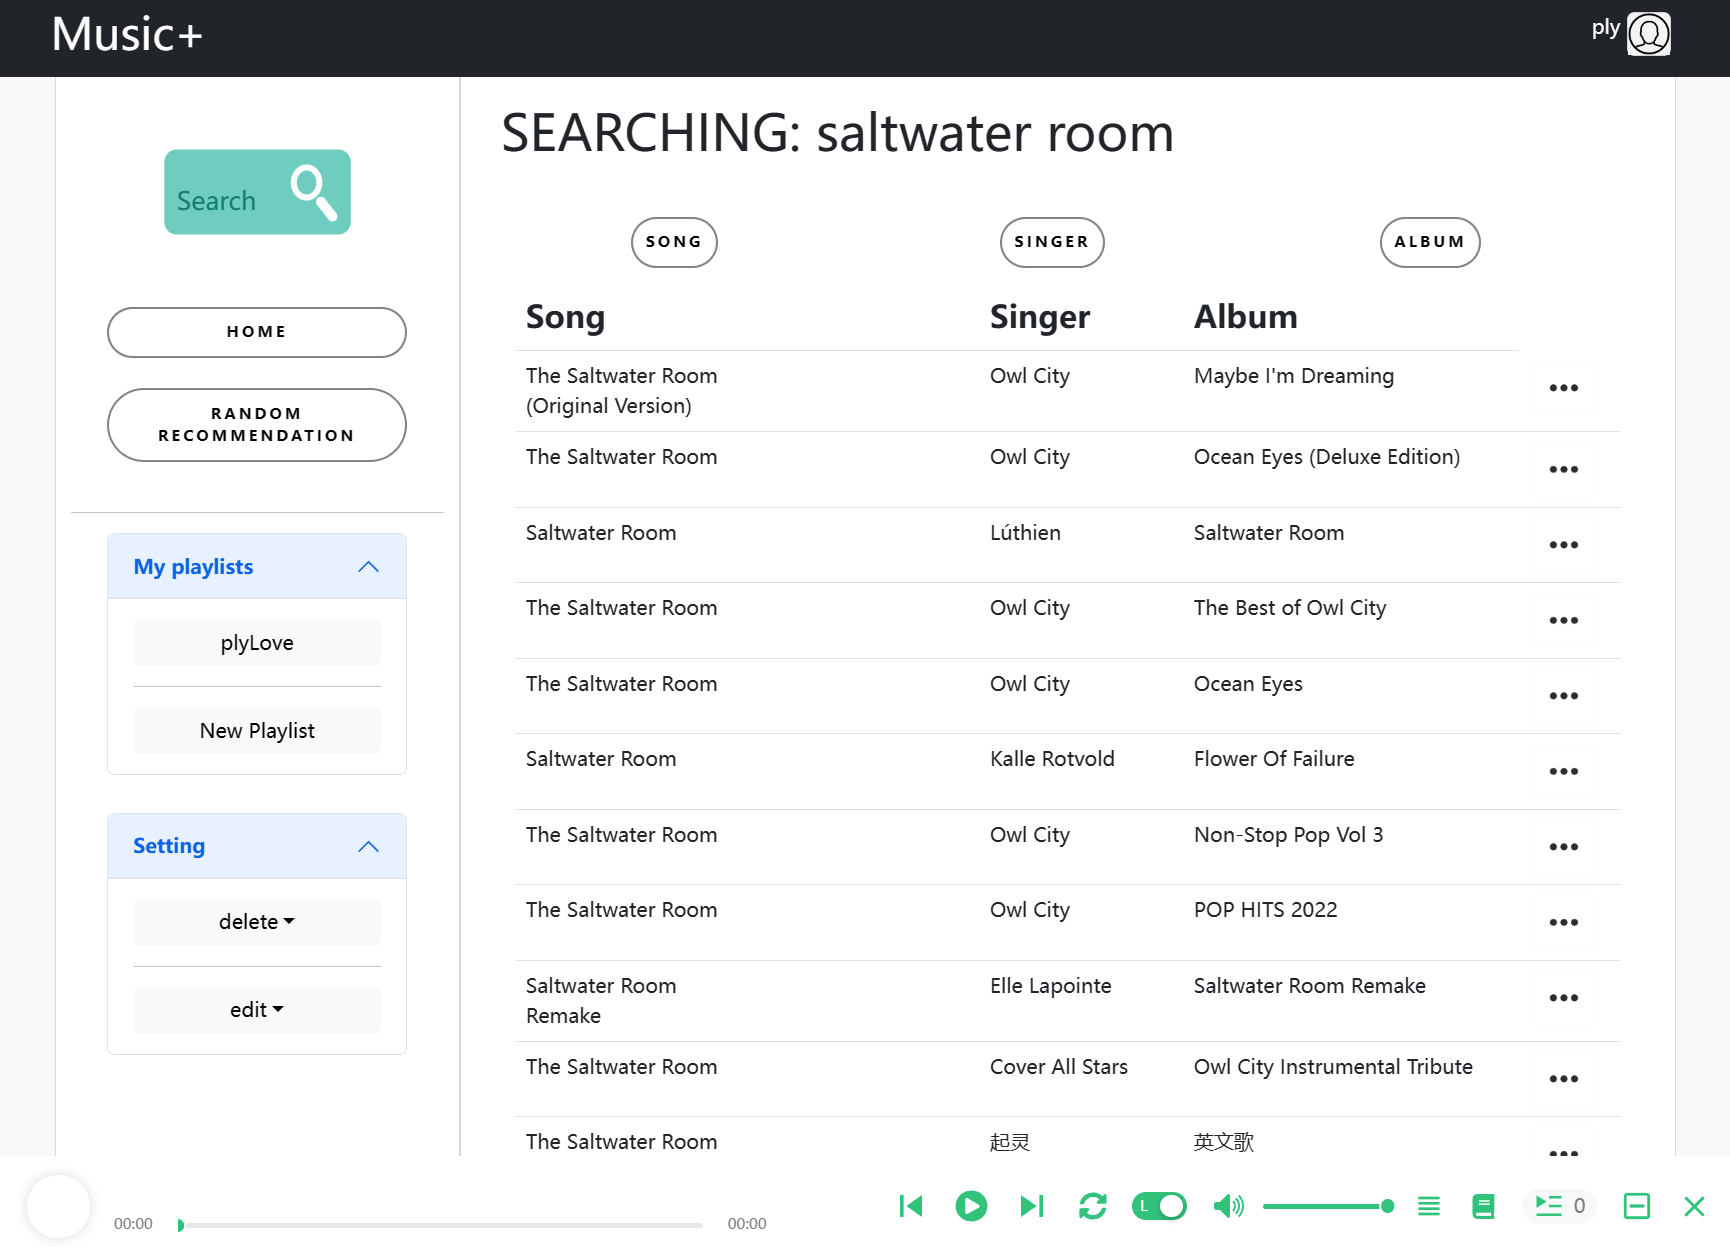 Music+
ply
Search
HOME
RANDOM
RECOMMENDATION
My playlists
plyLove
New Playlist
Setting
delete
edit
SEARCHING: saltwater room
SONG SINGER ALBUM
Song Singer Album
The Saltwater Room Owl City Maybe I'm Dreaming
(Original Version)
The Saltwater Room Owl City Ocean Eyes (Deluxe Edition)
Saltwater Room Lúthien Saltwater Room
The Saltwater Room Owl City The Best of Owl City
The Saltwater Room Owl City Ocean Eyes
Saltwater Room Kalle Rotvold Flower Of Failure
The Saltwater Room Owl City Non-Stop Pop Vol 3
The Saltwater Room Owl City POP HITS 2022
Saltwater Room Elle Lapointe Saltwater Room Remake
Remake
The Saltwater Room Cover All Stars Owl City Instrumental Tribute
The Saltwater Room 起灵 英文歌
00:00 00:00 L 0